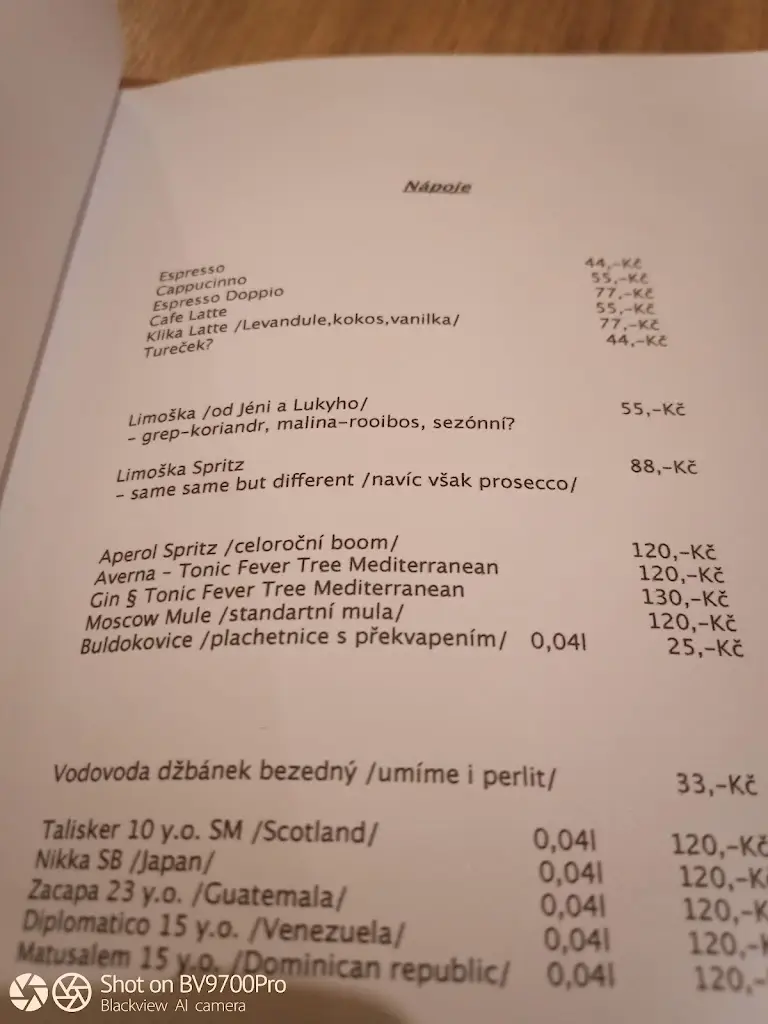 Nápoje
Espresso 44,-Kč
Cappucinno 55,-Kč
Espresso Doppio 77,-Kč
Cafe Latte 55,-Kč
Klika Latte /Levandule,kokos,vanilka/ 77,-Kč
Tureček? 44,-Kč
Limoška /od Jéni a Lukyho/ 55,-Kč
- grep-koriandr, malina-rooibos, sezónní?
Limoška Spritz 88,-Kč
- same same but different /navíc však prosecco/
Aperol Spritz /celoroční boom/ 120,-Kč
Averna - Tonic Fever Tree Mediterranean 120,-Kč
Gin § Tonic Fever Tree Mediterranean 130,-Kč
Moscow Mule /standartní mula/ 120,-Kč
Buldokovice /plachetnice s překvapením/ 0,04l 25,-Kč
Vodovoda džbánek bezedný /umíme i perlit/ 33,-Kč
Talisker 10 y.o. SM /Scotland/ 0,04l 120,-Kč
Nikka SB /Japan/ 0,04l 120,-K
Zacapa 23 y.o. /Guatemala/ 0,04l 120,-K
Diplomatico 15 y.o. /Venezuela/ 0,04l 120,-K
Matusalem 15 y.o. /Dominican republic/ 0,04l 120,-
Shot on BV9700Pro
Blackview AI camera